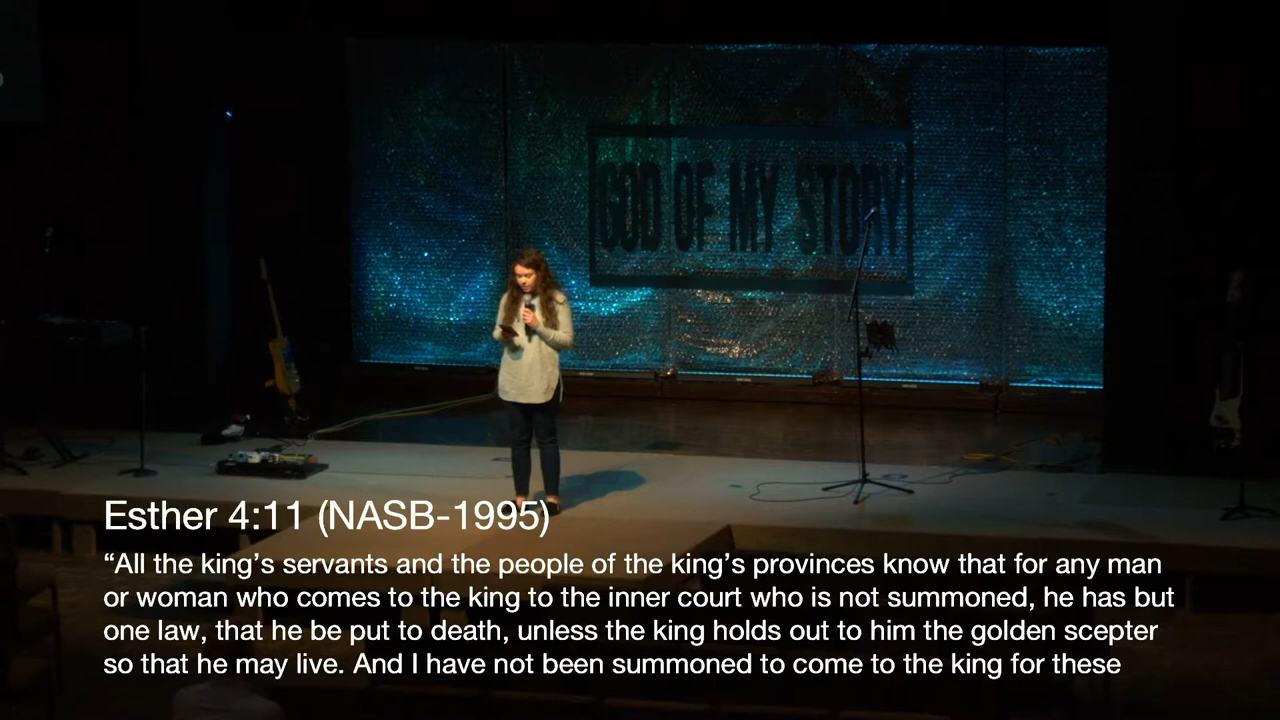 GOD OF MY STORY
Esther 4:11 (NASB-1995)
“All the king’s servants and the people of the king’s provinces know that for any man
or woman who comes to the king to the inner court who is not summoned, he has but
one law, that he be put to death, unless the king holds out to him the golden scepter
so that he may live. And I have not been summoned to come to the king for these